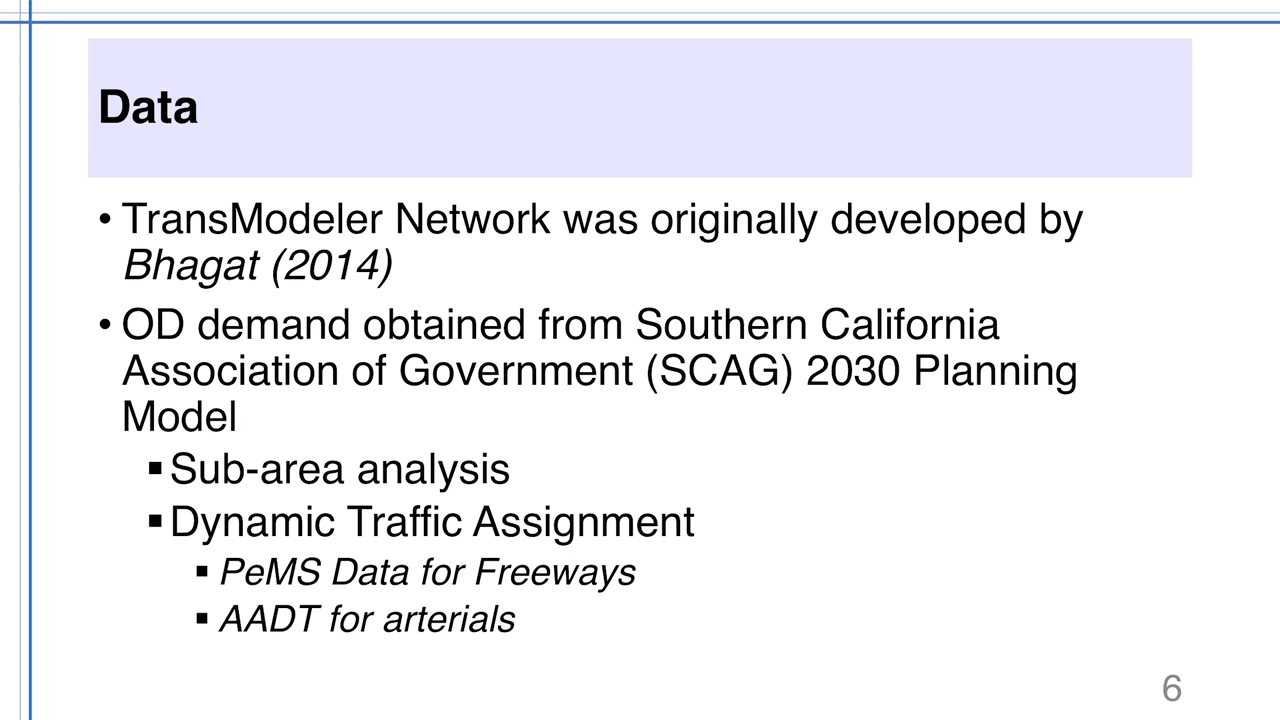 Data
• TransModeler Network was originally developed by
Bhagat (2014)
• OD demand obtained from Southern California
Association of Government (SCAG) 2030 Planning
Model
▪ Sub-area analysis
▪ Dynamic Traffic Assignment
▪ PeMS Data for Freeways
▪ AADT for arterials
6